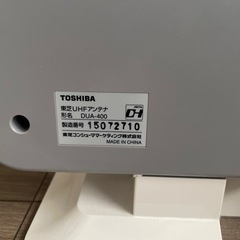 TOSHIBA
東芝UHFアンテナ
形名 DUA-400
製造番号 15072710
東芝コンシューママーケティング株式会社
MADE IN CHINA